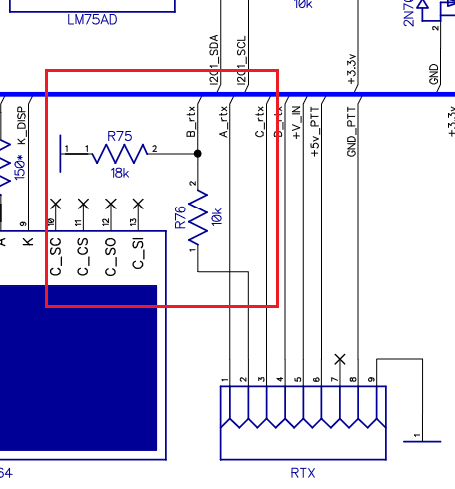 LM75AD
10k
2N70
2
I2C1_SDA
I2C1_SCL
+3.3v
GND
K_DISP
B_rtx
A_rtx
C_rtx
D_rtx
+V_IN
+5v_PTT
GND_PTT
+3.3v
150*
1
1
R75
2
18k
2
R76
10k
1
9
10
11
12
13
A
K
C_SC
C_CS
C_SO
C_SI
1
2
3
4
5
6
7
8
9
1
64
RTX